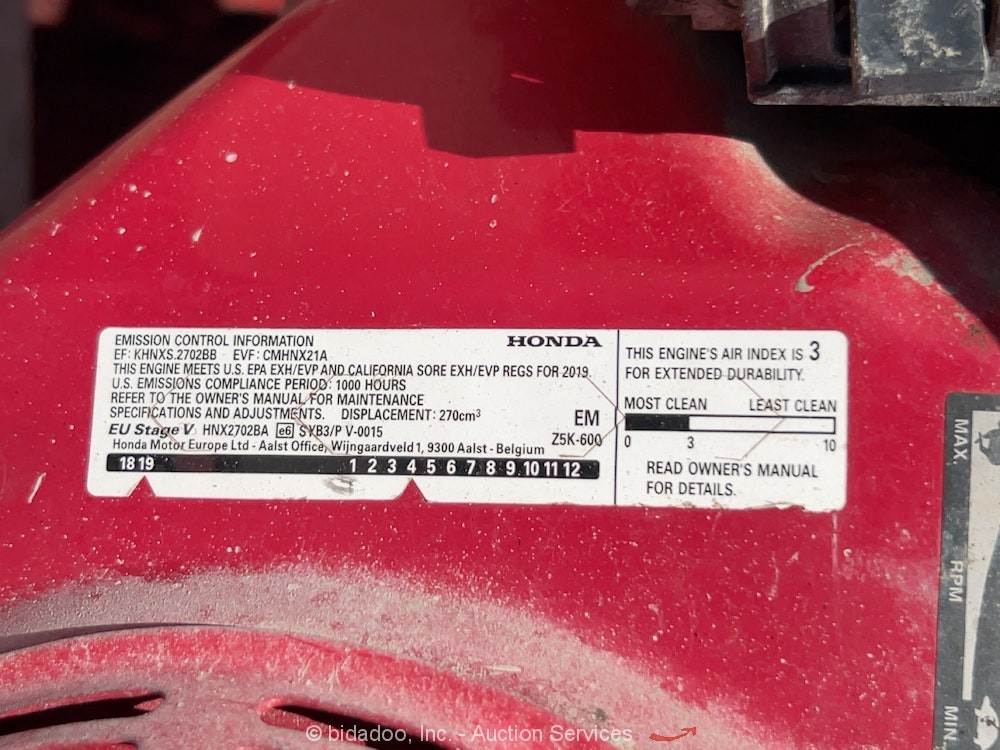 EMISSION CONTROL INFORMATION HONDA
EF: KHNXS.2702BB EVF: CMHNX21A
THIS ENGINE MEETS U.S. EPA EXH/EVP AND CALIFORNIA SORE EXH/EVP REGS FOR 2019.
U.S. EMISSIONS COMPLIANCE PERIOD: 1000 HOURS
REFER TO THE OWNER'S MANUAL FOR MAINTENANCE
SPECIFICATIONS AND ADJUSTMENTS. DISPLACEMENT: 270cm³ EM
EU Stage V HNX2702BA e6 SYB3/P V-0015 Z5K-600
Honda Motor Europe Ltd - Aalst Office, Wijngaardveld 1, 9300 Aalst - Belgium
18 19 1 2 3 4 5 6 7 8 9 10 11 12
THIS ENGINE'S AIR INDEX IS 3
FOR EXTENDED DURABILITY.
MOST CLEAN LEAST CLEAN
0 3 10
READ OWNER'S MANUAL
FOR DETAILS.
MAX.
RPM
MIN
© bidadoo, Inc. - Auction Services